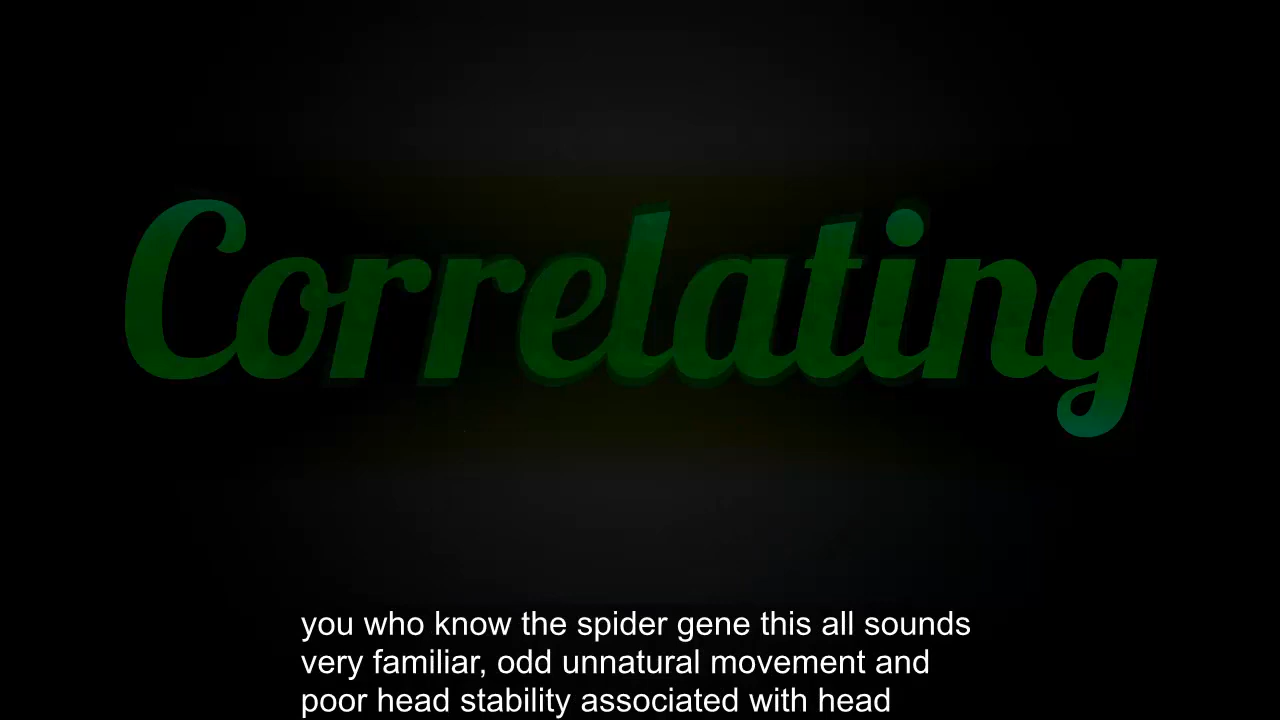 Correlating
you who know the spider gene this all sounds
very familiar, odd unnatural movement and
poor head stability associated with head